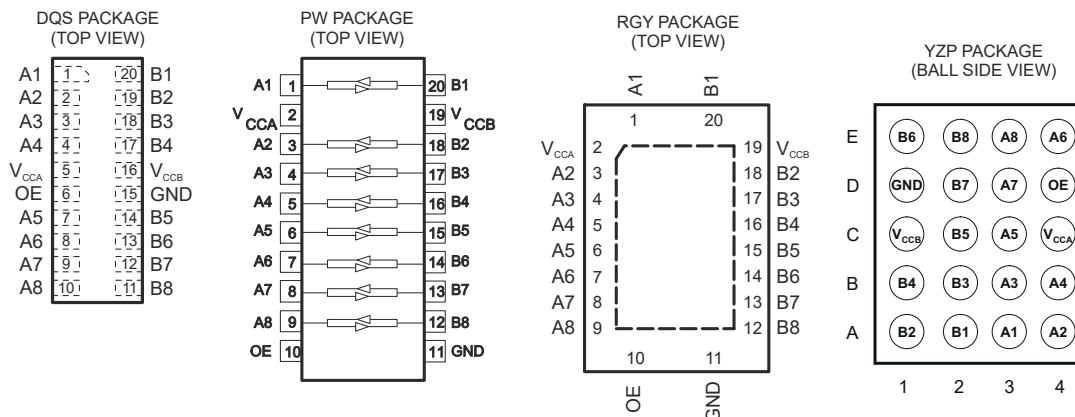 DQS PACKAGE
(TOP VIEW)
A1 1 20 B1
A2 2 19 B2
A3 3 18 B3
A4 4 17 B4
VCCA 5 16 VCCB
OE 6 15 GND
A5 7 14 B5
A6 8 13 B6
A7 9 12 B7
A8 10 11 B8
PW PACKAGE
(TOP VIEW)
A1 1 20 B1
VCCA 2 19 VCCB
A2 3 18 B2
A3 4 17 B3
A4 5 16 B4
A5 6 15 B5
A6 7 14 B6
A7 8 13 B7
A8 9 12 B8
OE 10 11 GND
RGY PACKAGE
(TOP VIEW)
A1 B1
1 20
VCCA 2 19 VCCB
A2 3 18 B2
A3 4 17 B3
A4 5 16 B4
A5 6 15 B5
A6 7 14 B6
A7 8 13 B7
A8 9 12 B8
10 11
OE GND
YZP PACKAGE
(BALL SIDE VIEW)
E B6 B8 A8 A6
D GND B7 A7 OE
C VCCB B5 A5 VCCA
B B4 B3 A3 A4
A B2 B1 A1 A2
1 2 3 4